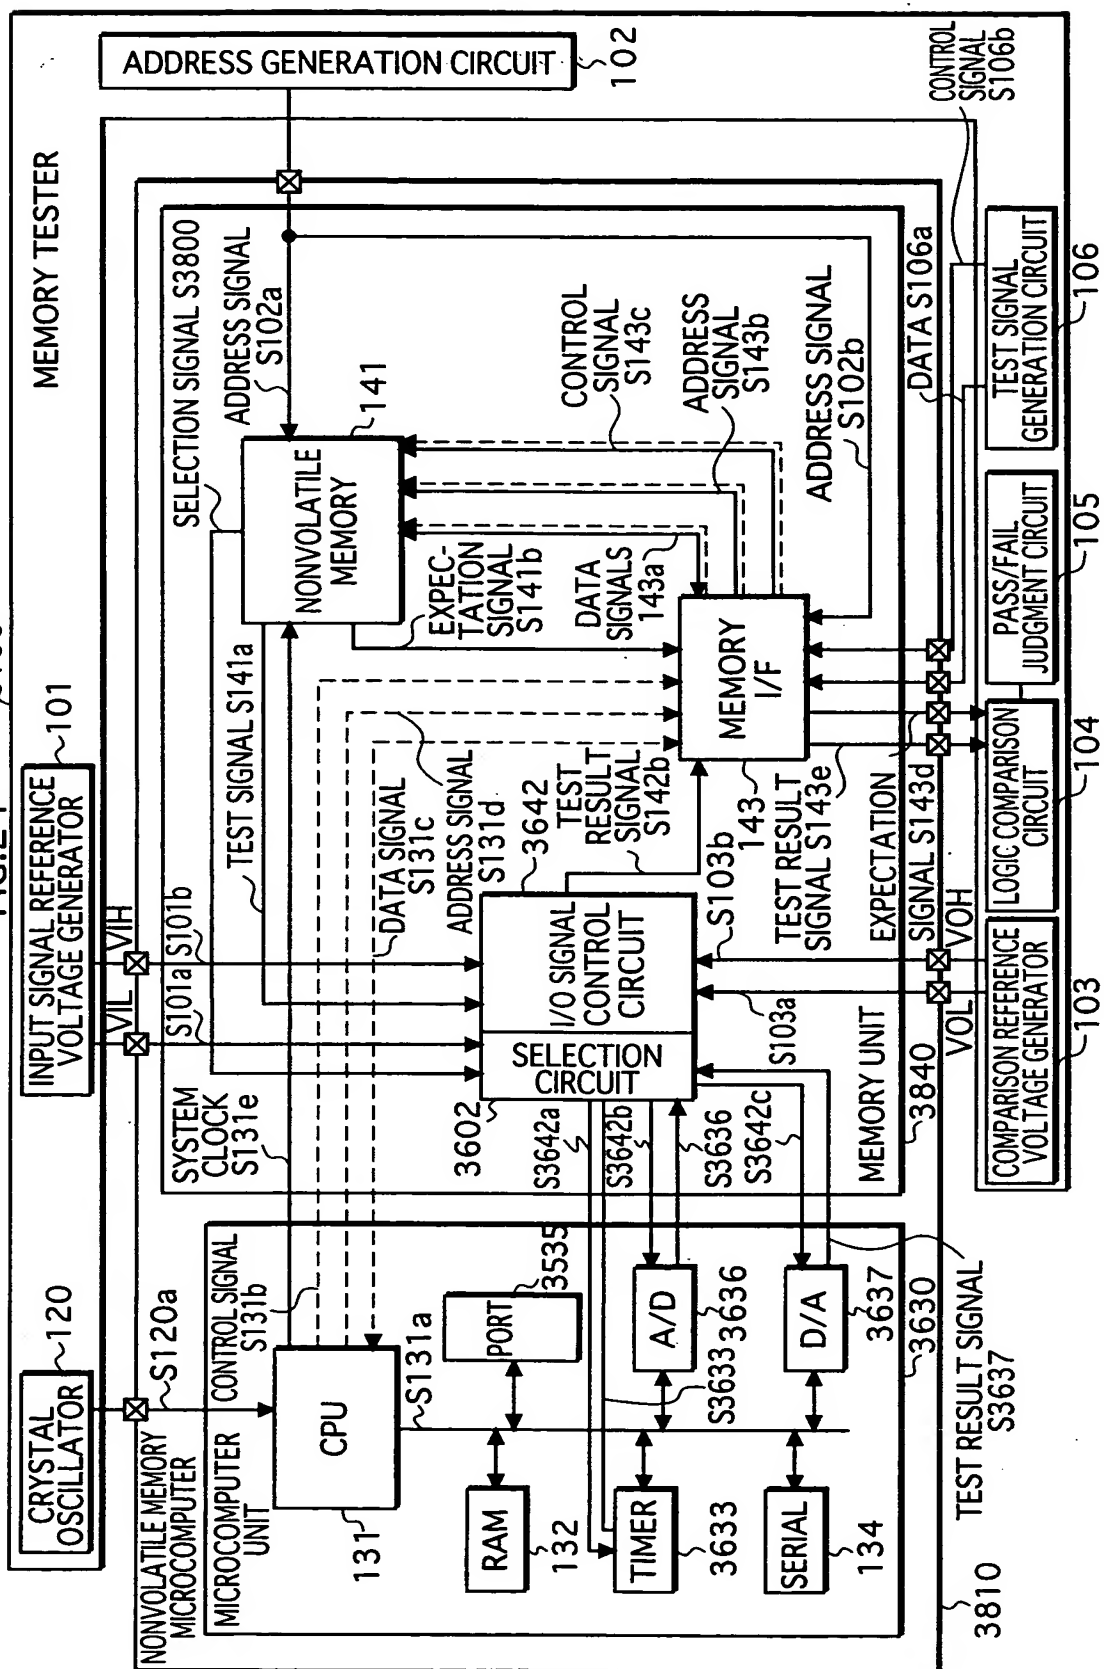 MEMORY TESTER
CRYSTAL
OSCILLATOR
120
S120a
INPUT SIGNAL REFERENCE
VOLTAGE GENERATOR
101
VIL
VIH
S101a
S101b
ADDRESS GENERATION CIRCUIT
102
NONVOLATILE MEMORY
MICROCOMPUTER
MICROCOMPUTER
UNIT
CONTROL SIGNAL
S131b
SYSTEM
CLOCK
S131e
TEST SIGNAL S141a
SELECTION SIGNAL S3800
ADDRESS SIGNAL
S102a
CPU
131
S131a
NONVOLATILE
MEMORY
141
DATA SIGNAL
S131c
ADDRESS SIGNAL
S131d
EXPEC-
TATION
SIGNAL
S141b
DATA
SIGNALS
143a
CONTROL
SIGNAL
S143c
ADDRESS
SIGNAL
S143b
ADDRESS SIGNAL
S102b
RAM
132
PORT
3535
TIMER
3633
A/D
3636
SERIAL
134
D/A
3637
S3633
S3642a
S3642b
S3636
S3642c
3602
SELECTION
CIRCUIT
I/O SIGNAL
CONTROL
CIRCUIT
3642
TEST
RESULT
SIGNAL
S142b
MEMORY
I/F
143
S103a
S103b
TEST RESULT
SIGNAL S143e
EXPECTATION
SIGNAL S143d
DATA S106a
CONTROL
SIGNAL
S106b
MEMORY UNIT
3840
3630
3810
TEST RESULT SIGNAL
S3637
VOL
VOH
COMPARISON REFERENCE
VOLTAGE GENERATOR
103
LOGIC COMPARISON
CIRCUIT
104
PASS/FAIL
JUDGMENT CIRCUIT
105
TEST SIGNAL
GENERATION CIRCUIT
106